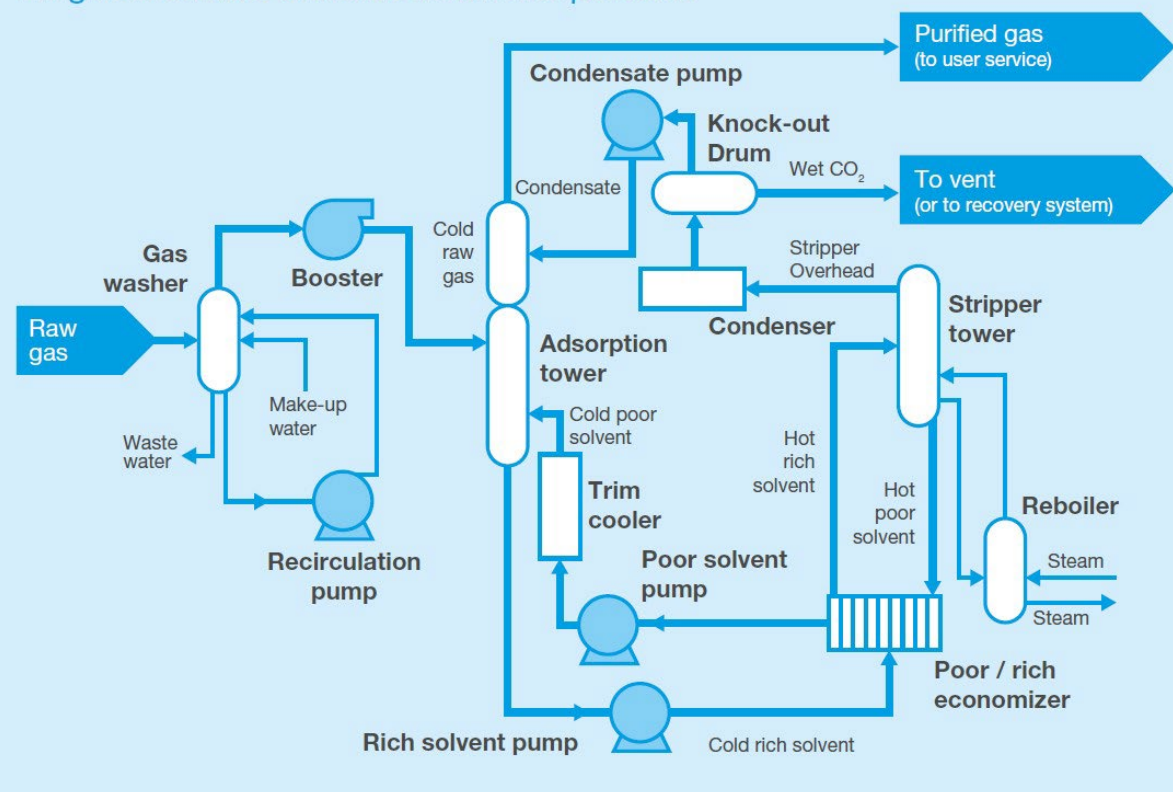 Purified gas
(to user service)
Condensate pump
Knock-out
Drum
Wet CO2
To vent
(or to recovery system)
Condensate
Cold
raw
gas
Gas
washer
Booster
Stripper
Overhead
Condenser
Stripper
tower
Raw
gas
Adsorption
tower
Make-up
water
Waste
water
Cold poor
solvent
Hot
rich
solvent
Hot
poor
solvent
Trim
cooler
Reboiler
Steam
Steam
Recirculation
pump
Poor solvent
pump
Poor / rich
economizer
Rich solvent pump
Cold rich solvent